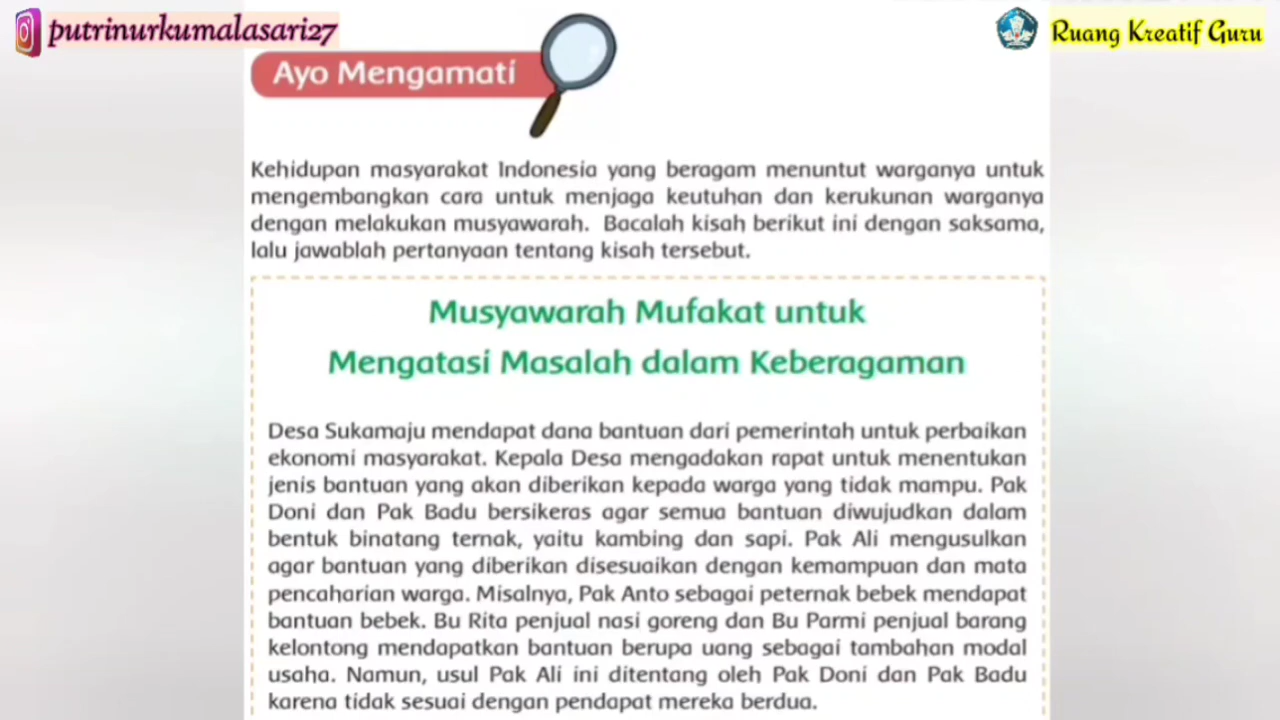 putrinurkumalasari27
Ruang Kreatif Guru
Ayo Mengamati
Kehidupan masyarakat Indonesia yang beragam menuntut warganya untuk
mengembangkan cara untuk menjaga keutuhan dan kerukunan warganya
dengan melakukan musyawarah. Bacalah kisah berikut ini dengan saksama,
lalu jawablah pertanyaan tentang kisah tersebut.
Musyawarah Mufakat untuk
Mengatasi Masalah dalam Keberagaman
Desa Sukamaju mendapat dana bantuan dari pemerintah untuk perbaikan
ekonomi masyarakat. Kepala Desa mengadakan rapat untuk menentukan
jenis bantuan yang akan diberikan kepada warga yang tidak mampu. Pak
Doni dan Pak Badu bersikeras agar semua bantuan diwujudkan dalam
bentuk binatang ternak, yaitu kambing dan sapi. Pak Ali mengusulkan
agar bantuan yang diberikan disesuaikan dengan kemampuan dan mata
pencaharian warga. Misalnya, Pak Anto sebagai peternak bebek mendapat
bantuan bebek. Bu Rita penjual nasi goreng dan Bu Parmi penjual barang
kelontong mendapatkan bantuan berupa uang sebagai tambahan modal
usaha. Namun, usul Pak Ali ini ditentang oleh Pak Doni dan Pak Badu
karena tidak sesuai dengan pendapat mereka berdua.